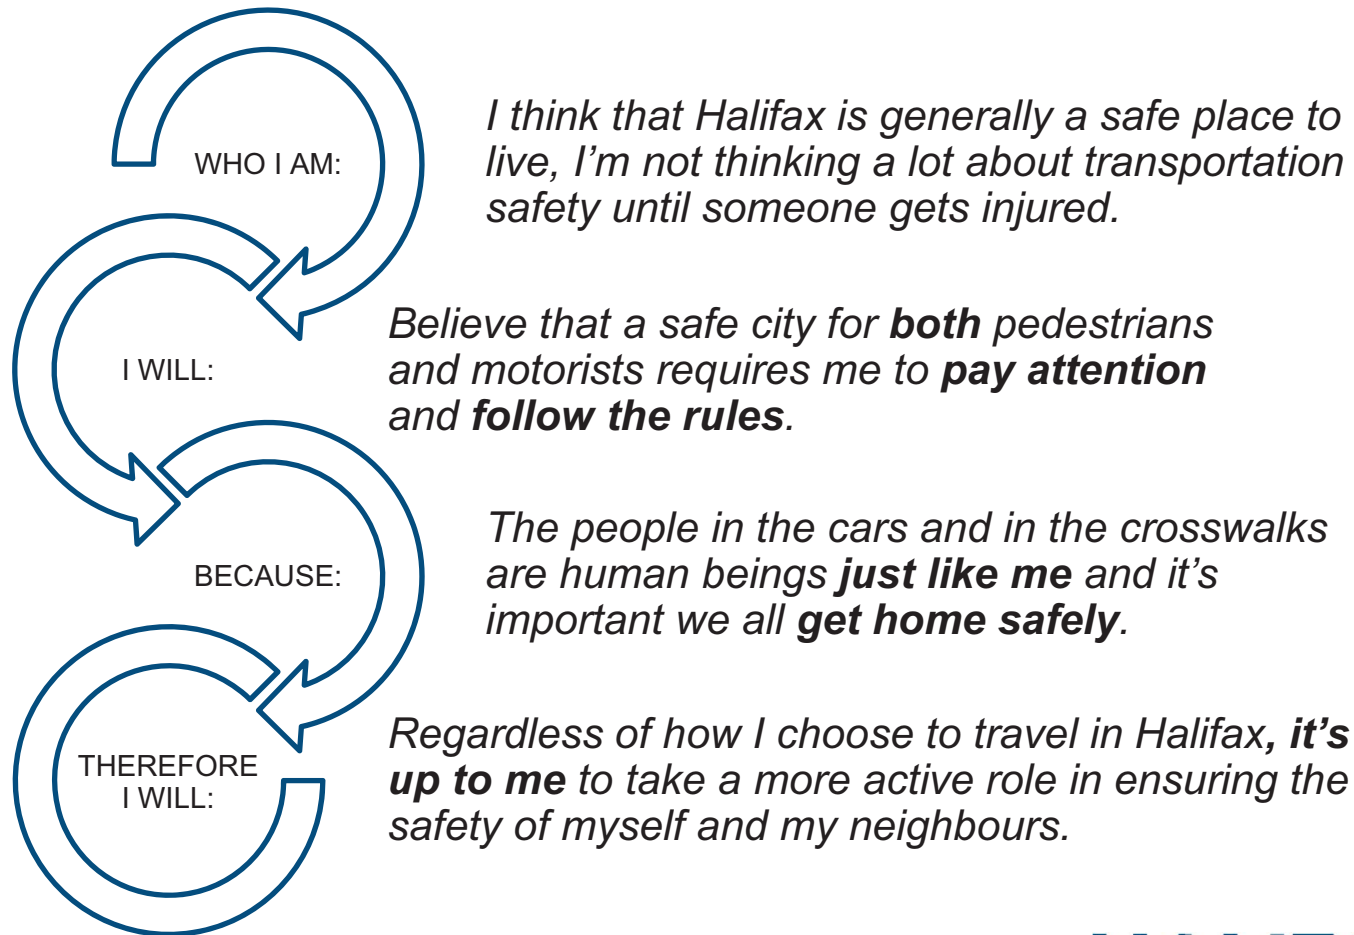 WHO I AM:
I think that Halifax is generally a safe place to
live, I’m not thinking a lot about transportation
safety until someone gets injured.
I WILL:
Believe that a safe city for both pedestrians
and motorists requires me to pay attention
and follow the rules.
BECAUSE:
The people in the cars and in the crosswalks
are human beings just like me and it’s
important we all get home safely.
THEREFORE
I WILL:
Regardless of how I choose to travel in Halifax, it’s
up to me to take a more active role in ensuring the
safety of myself and my neighbours.